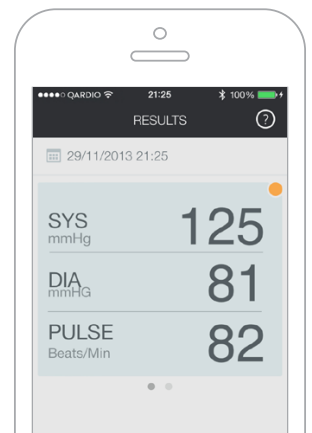 QARDIO 21:25 100%
RESULTS ?
29/11/2013 21:25
SYS 125
mmHg
DIA 81
mmHG
PULSE 82
Beats/Min